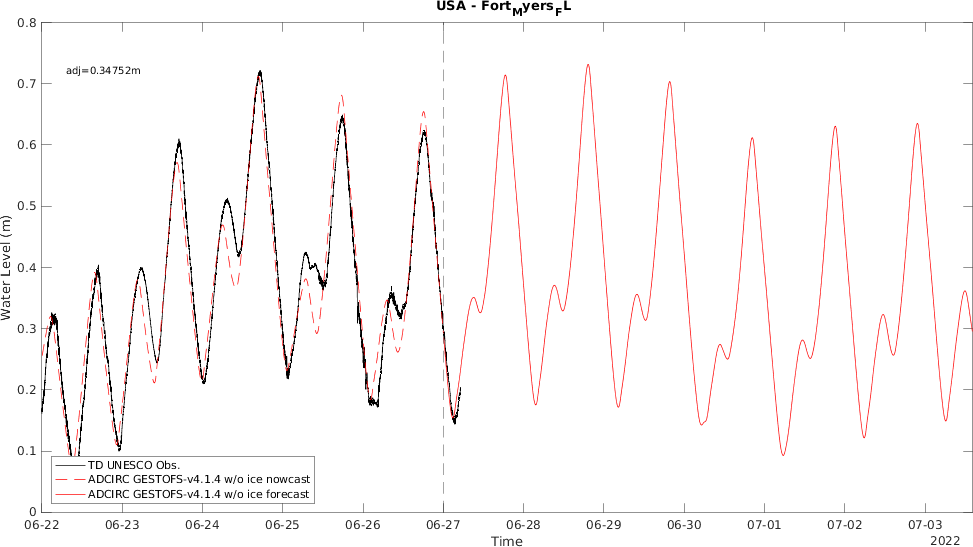 USA - Fort_Myers_FL
adj=0.34752m
0.8
0.7
0.6
0.5
0.4
0.3
0.2
0.1
0
Water Level (m)
TD UNESCO Obs.
ADCIRC GESTOFS-v4.1.4 w/o ice nowcast
ADCIRC GESTOFS-v4.1.4 w/o ice forecast
06-22 06-23 06-24 06-25 06-26 06-27 06-28 06-29 06-30 07-01 07-02 07-03
Time
2022